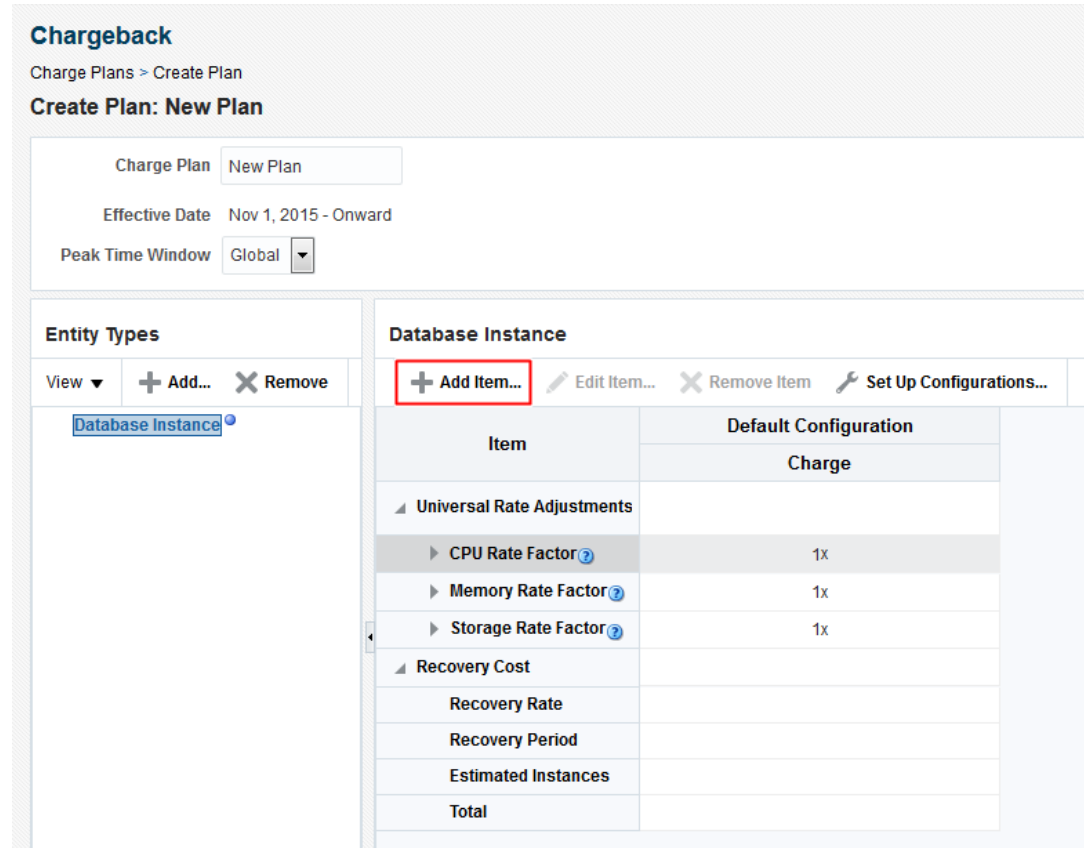 Chargeback
Charge Plans > Create Plan
Create Plan: New Plan
Charge Plan New Plan
Effective Date Nov 1, 2015 - Onward
Peak Time Window Global
Entity Types
View Add... Remove
Database Instance
Database Instance
Add Item... Edit Item... Remove Item Set Up Configurations...
Item
Default Configuration
Charge
Universal Rate Adjustments
CPU Rate Factor 1x
Memory Rate Factor 1x
Storage Rate Factor 1x
Recovery Cost
Recovery Rate
Recovery Period
Estimated Instances
Total